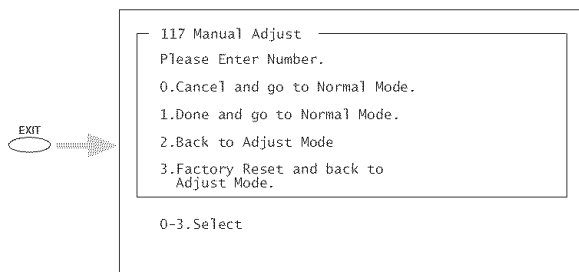 117 Manual Adjust
Please Enter Number.
0.Cancel and go to Normal Mode.
1.Done and go to Normal Mode.
EXIT
2.Back to Adjust Mode
3.Factory Reset and back to
Adjust Mode.
0-3.Select